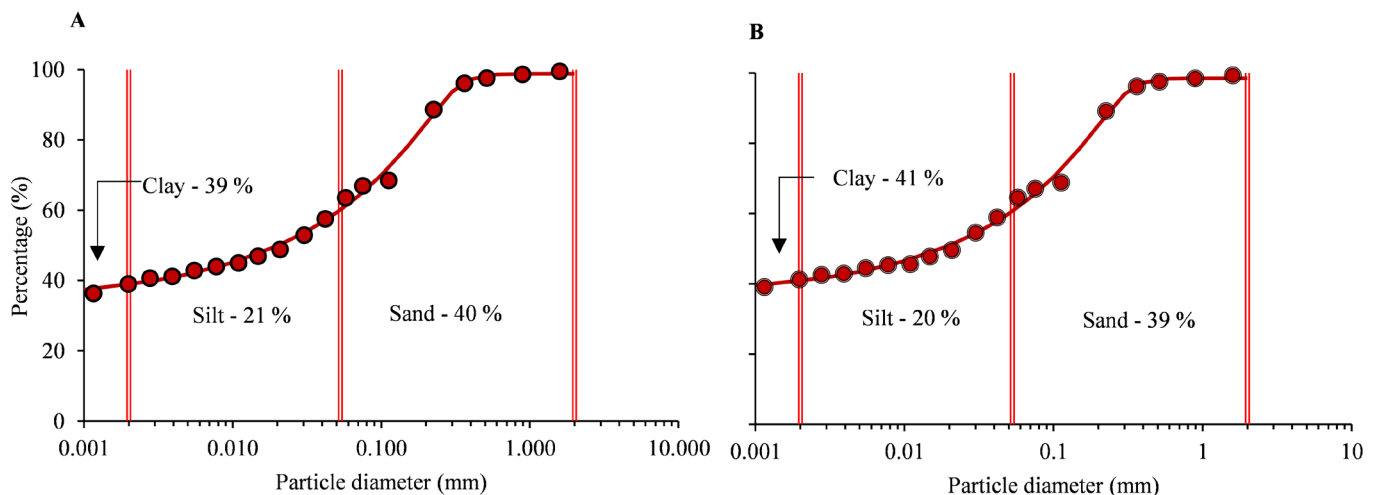 A
100
80
60
40
20
0
Percentage (%)
Clay - 39 %
Silt - 21 %
Sand - 40 %
0.001 0.010 0.100 1.000 10.000
Particle diameter (mm)
B
Clay - 41 %
Silt - 20 %
Sand - 39 %
0.001 0.01 0.1 1 10
Particle diameter (mm)